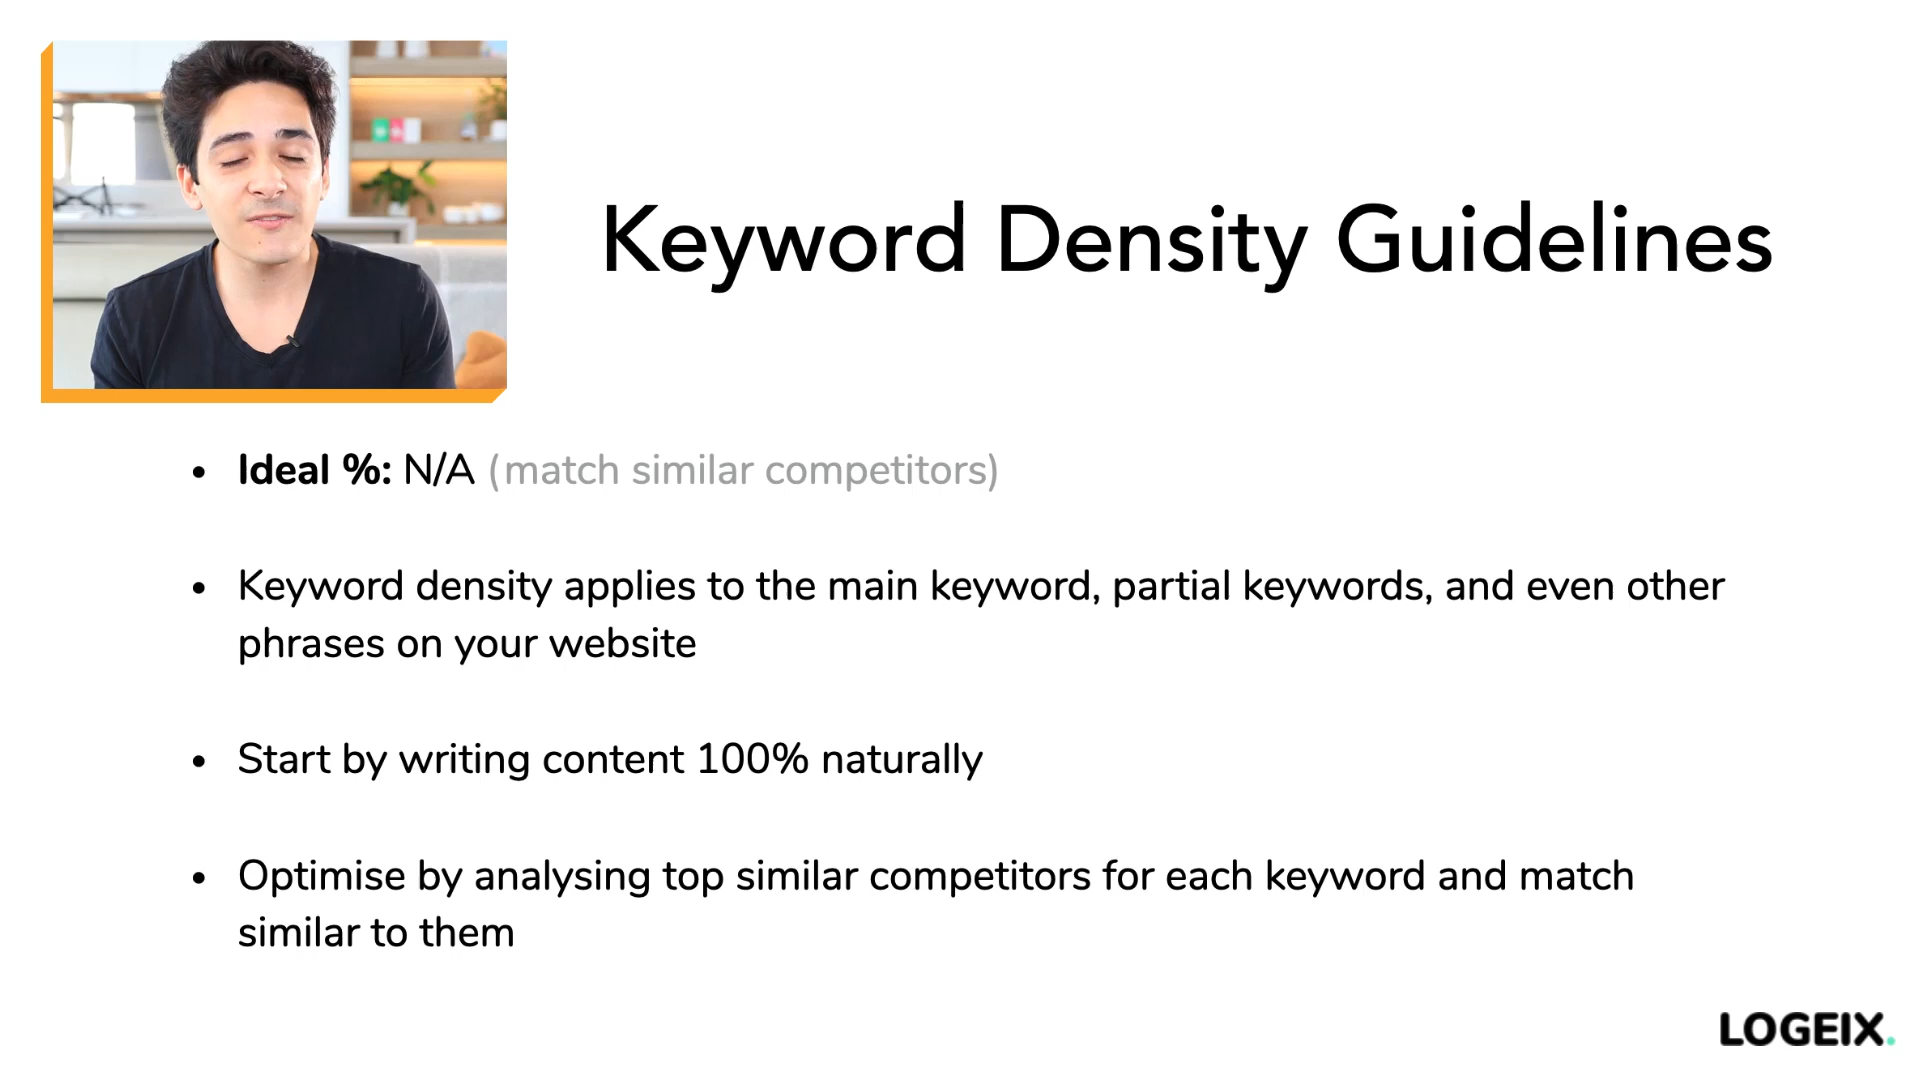 Keyword Density Guidelines
• Ideal %: N/A (match similar competitors)
• Keyword density applies to the main keyword, partial keywords, and even other
phrases on your website
• Start by writing content 100% naturally
• Optimise by analysing top similar competitors for each keyword and match
similar to them
LOGEIX.